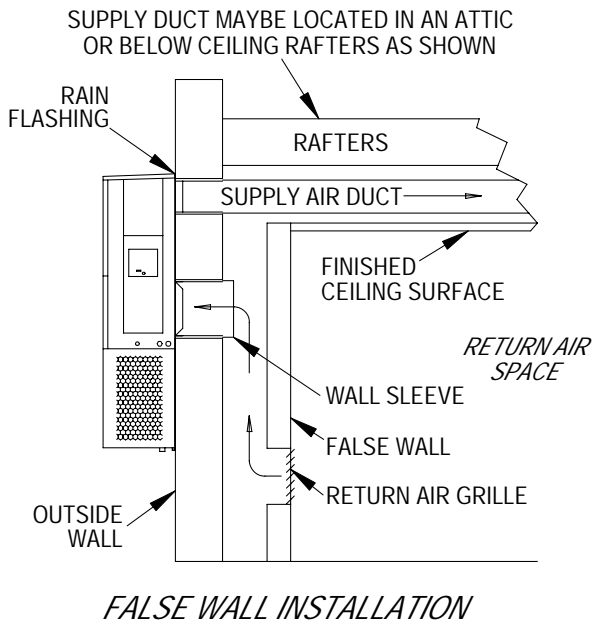 SUPPLY DUCT MAYBE LOCATED IN AN ATTIC
OR BELOW CEILING RAFTERS AS SHOWN
RAIN
FLASHING
RAFTERS
SUPPLY AIR DUCT
FINISHED
CEILING SURFACE
RETURN AIR
SPACE
WALL SLEEVE
FALSE WALL
RETURN AIR GRILLE
OUTSIDE
WALL
FALSE WALL INSTALLATION